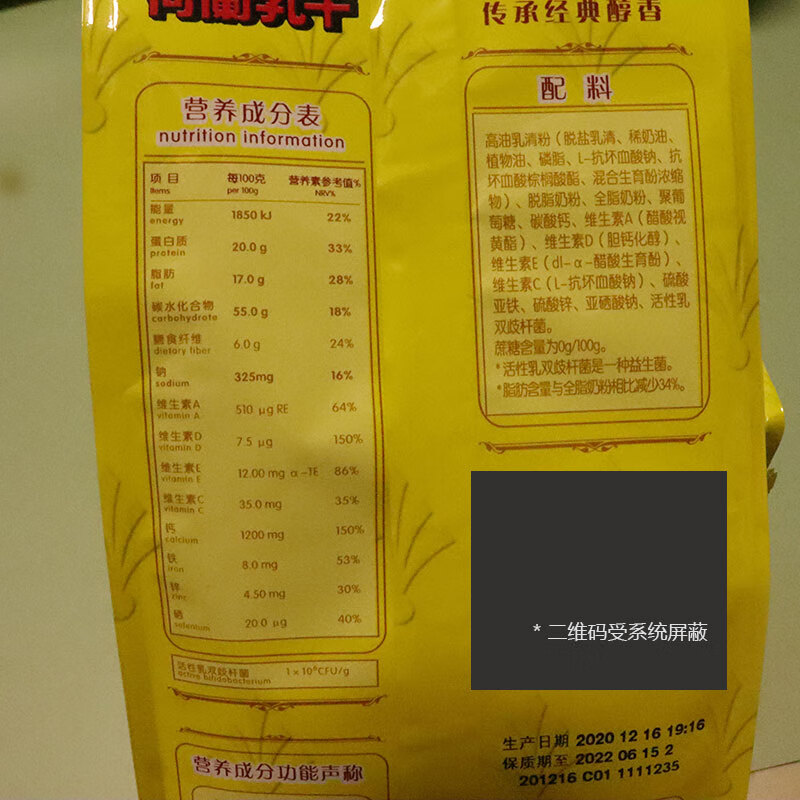 荷蘭乳牛
传承经典醇香
营养成分表
nutrition information
项目 每100克 营养素参考值%
Items per 100g NRV%
能量 1850 kJ 22%
energy
蛋白质 20.0 g 33%
protein
脂肪 17.0 g 28%
fat
碳水化合物 55.0 g 18%
carbohydrate
膳食纤维 6.0 g 24%
dietary fiber
钠 325mg 16%
sodium
维生素A 510 μg RE 64%
vitamin A
维生素D 7.5 μg 150%
vitamin D
维生素E 12.00 mg α-TE 86%
vitamin E
维生素C 35.0 mg 35%
vitamin C
钙 1200 mg 150%
calcium
铁 8.0 mg 53%
iron
锌 4.50 mg 30%
zinc
硒 20.0 μg 40%
selenium
活性乳双歧杆菌 1×10⁶CFU/g
active bifidobacterium
营养成分功能声称
配料
高油乳清粉（脱盐乳清、稀奶油、
植物油、磷脂、L-抗坏血酸钠、抗
坏血酸棕榈酸酯、混合生育酚浓缩
物）、脱脂奶粉、全脂奶粉、聚葡
萄糖、碳酸钙、维生素A（醋酸视
黄酯）、维生素D（胆钙化醇）、
维生素E（dl-α-醋酸生育酚）、
维生素C（L-抗坏血酸钠）、硫酸
亚铁、硫酸锌、亚硒酸钠、活性乳
双歧杆菌。
蔗糖含量为0g/100g。
*活性乳双歧杆菌是一种益生菌。
*脂肪含量与全脂奶粉相比减少34%。
* 二维码受系统屏蔽
生产日期 2020 12 16 19:16
保质期至 2022 06 15 2
201216 C01 1111235